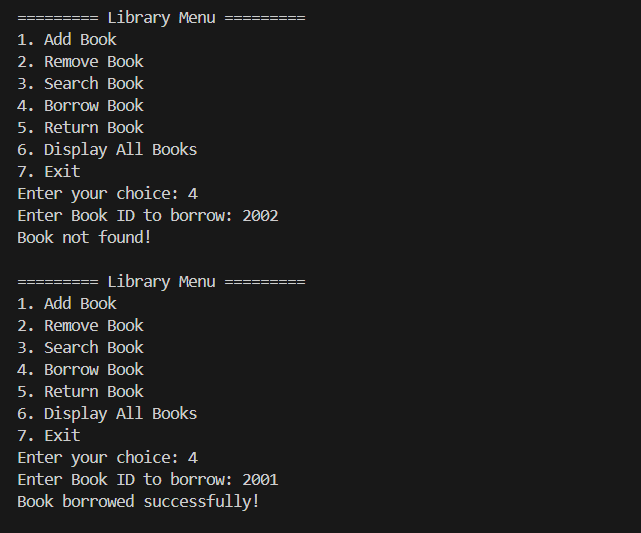 ========= Library Menu =========
1. Add Book
2. Remove Book
3. Search Book
4. Borrow Book
5. Return Book
6. Display All Books
7. Exit
Enter your choice: 4
Enter Book ID to borrow: 2002
Book not found!
========= Library Menu =========
1. Add Book
2. Remove Book
3. Search Book
4. Borrow Book
5. Return Book
6. Display All Books
7. Exit
Enter your choice: 4
Enter Book ID to borrow: 2001
Book borrowed successfully!